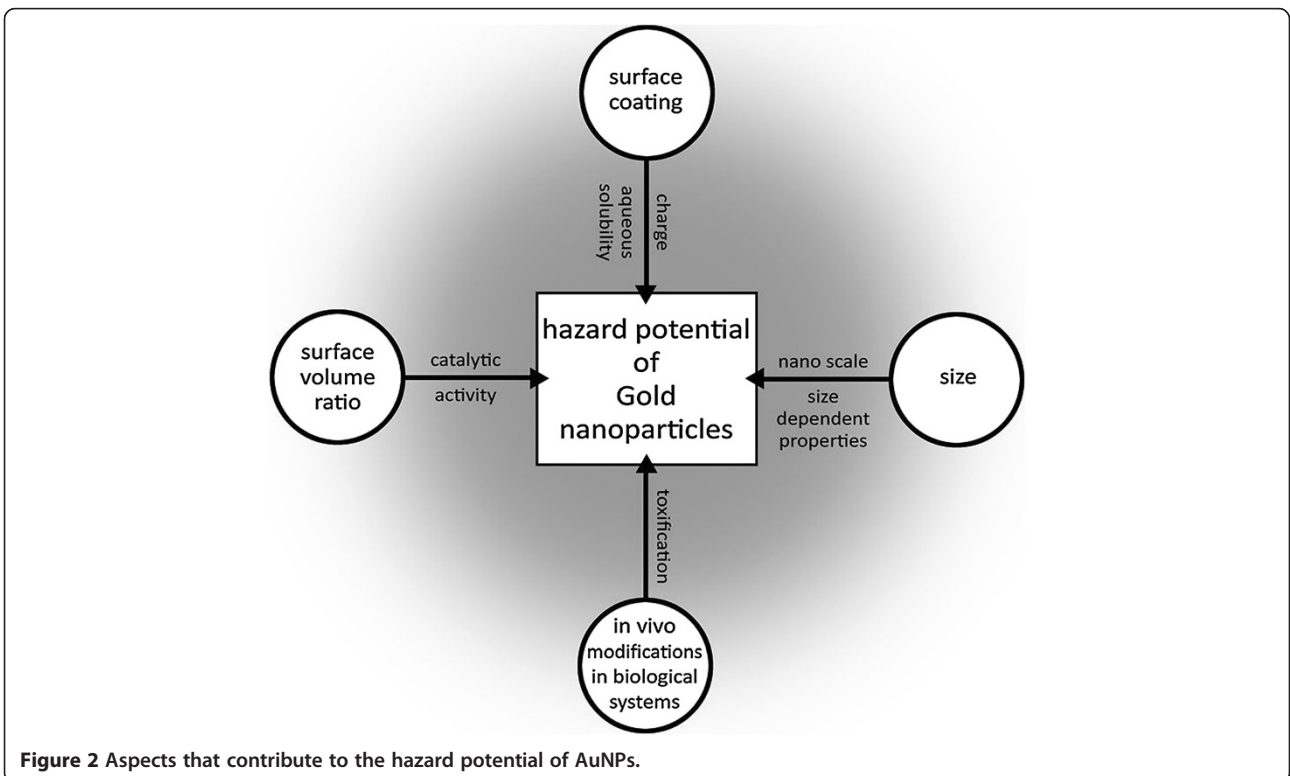 surface
coating
aqueous
solubility
charge
surface
volume
ratio
catalytic
activity
hazard potential
of
Gold
nanoparticles
nano scale
size
dependent
properties
size
toxification
in vivo
modifications
in biological
systems
Figure 2 Aspects that contribute to the hazard potential of AuNPs.